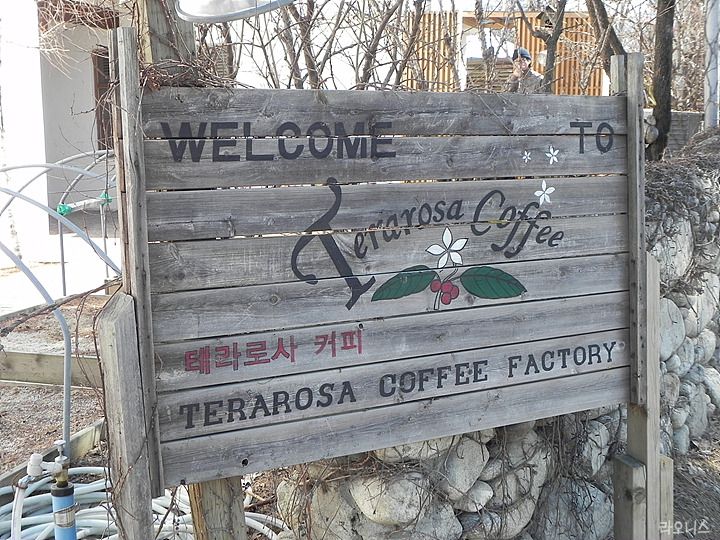 WELCOME TO
Terarosa Coffee
테라로사 커피
TERAROSA COFFEE FACTORY
라오니스